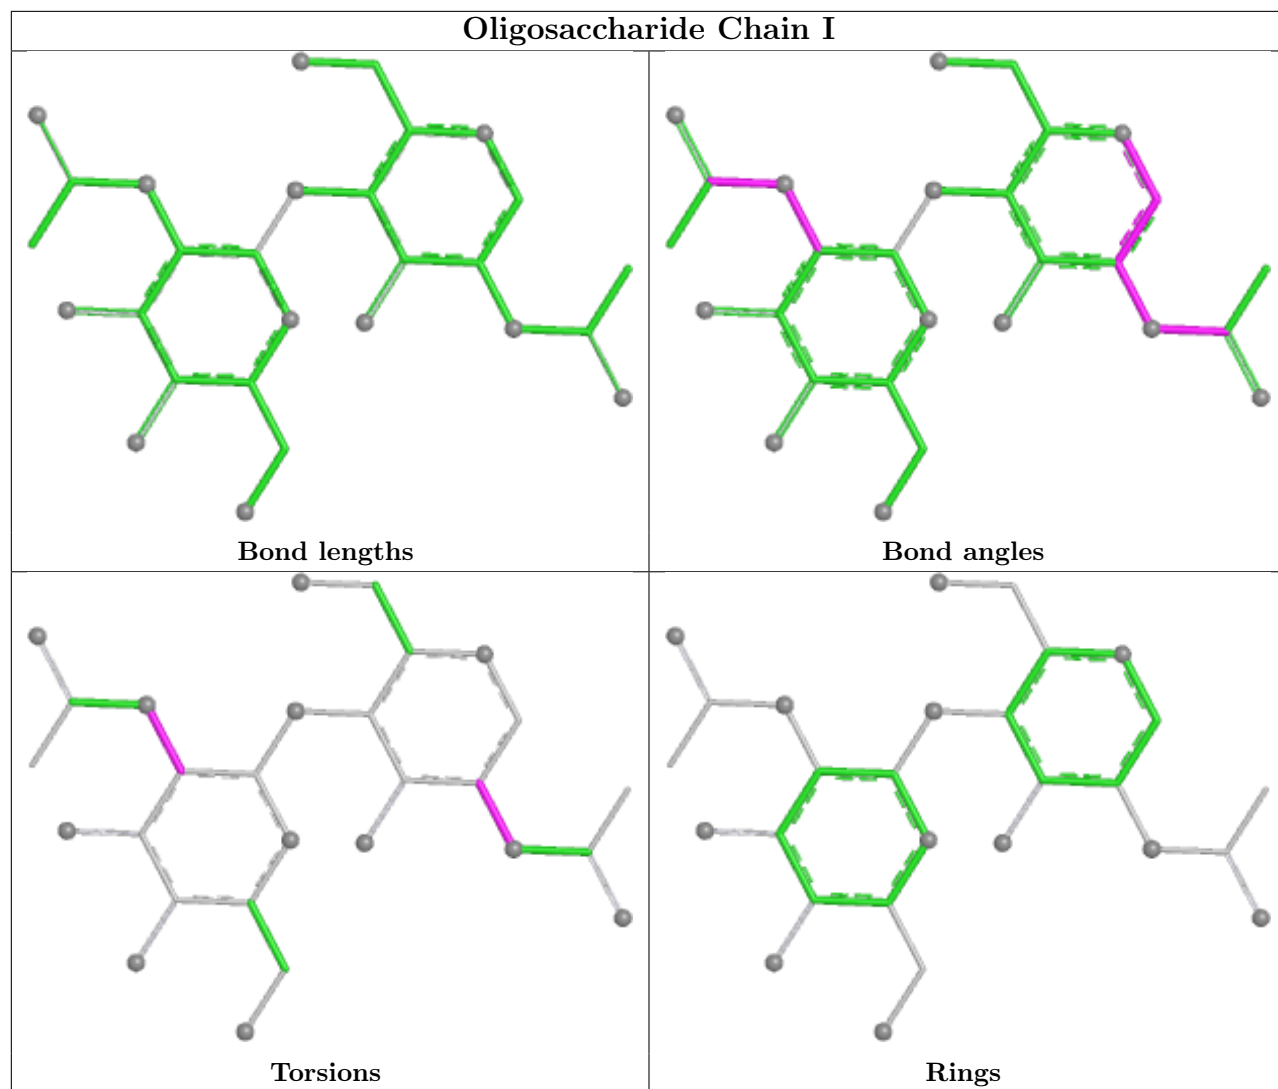 Oligosaccharide Chain I
Bond lengths
Bond angles
Torsions
Rings